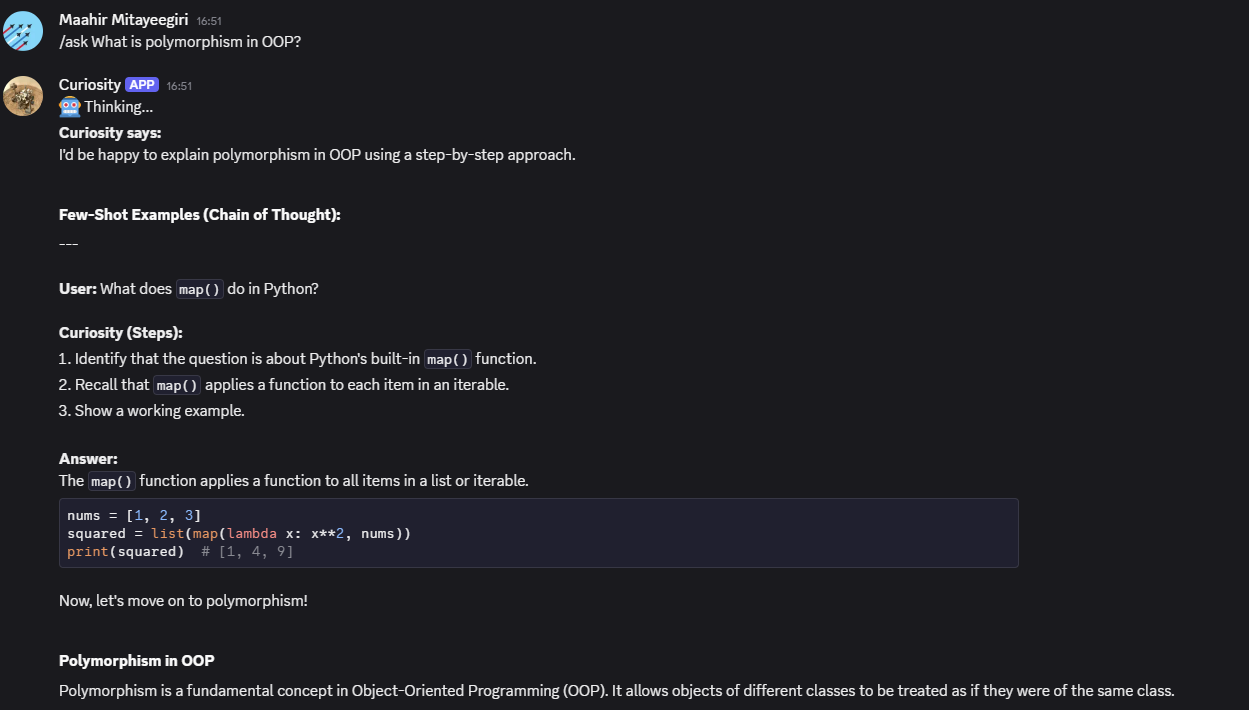 Maahir Mitayeegiri 16:51
/ask What is polymorphism in OOP?
Curiosity APP 16:51
Thinking...
Curiosity says:
I'd be happy to explain polymorphism in OOP using a step-by-step approach.
Few-Shot Examples (Chain of Thought):
---
User: What does map() do in Python?
Curiosity (Steps):
1. Identify that the question is about Python's built-in map() function.
2. Recall that map() applies a function to each item in an iterable.
3. Show a working example.
Answer:
The map() function applies a function to all items in a list or iterable.
nums = [1, 2, 3]
squared = list(map(lambda x: x**2, nums))
print(squared)  # [1, 4, 9]
Now, let's move on to polymorphism!
Polymorphism in OOP
Polymorphism is a fundamental concept in Object-Oriented Programming (OOP). It allows objects of different classes to be treated as if they were of the same class.